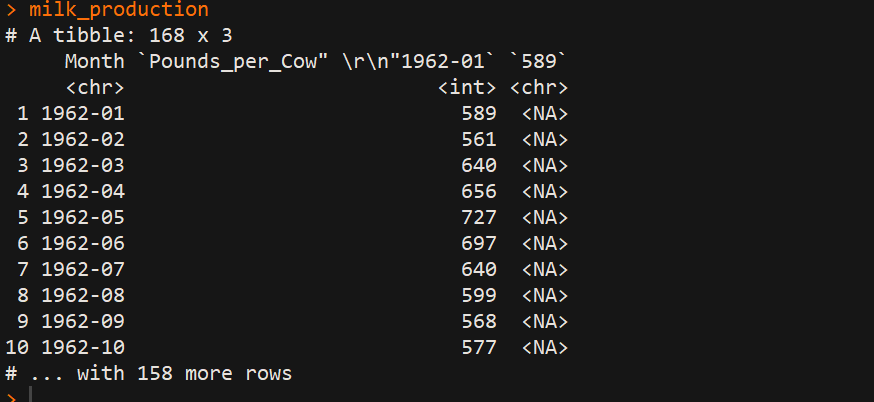 > milk_production
# A tibble: 168 x 3
Month `Pounds_per_Cow" \r\n"1962-01` `589`
<chr> <int> <chr>
1 1962-01 589 <NA>
2 1962-02 561 <NA>
3 1962-03 640 <NA>
4 1962-04 656 <NA>
5 1962-05 727 <NA>
6 1962-06 697 <NA>
7 1962-07 640 <NA>
8 1962-08 599 <NA>
9 1962-09 568 <NA>
10 1962-10 577 <NA>
# ... with 158 more rows
>